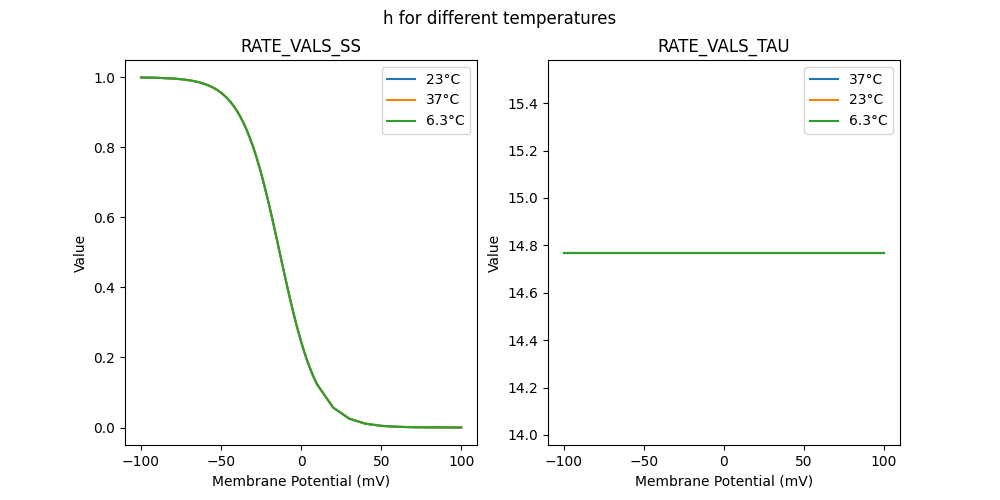 h for different temperatures
RATE_VALS_SS
1.0
0.8
0.6
0.4
0.2
0.0
Value
−100
−50
0
50
100
Membrane Potential (mV)
23°C
37°C
6.3°C
RATE_VALS_TAU
15.4
15.2
15.0
14.8
14.6
14.4
14.2
14.0
Value
−100
−50
0
50
100
Membrane Potential (mV)
37°C
23°C
6.3°C